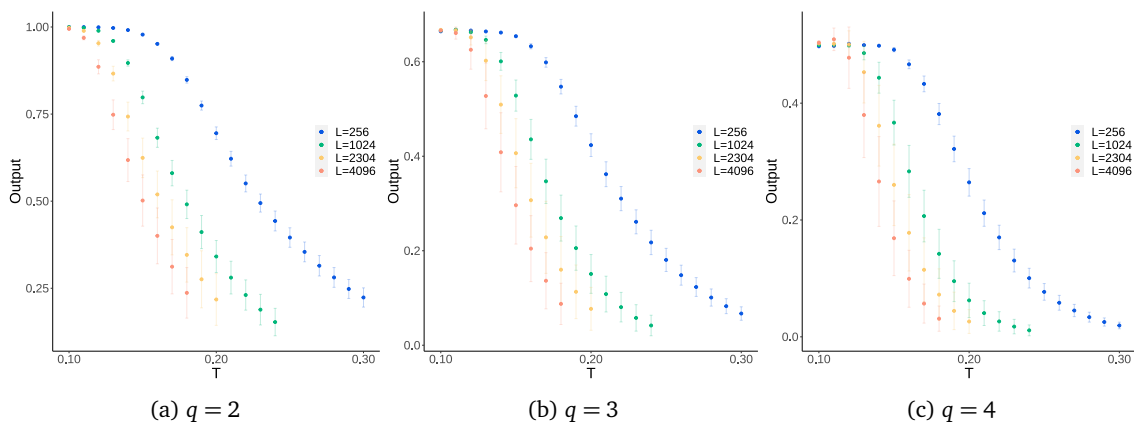 Output
1.00
0.75
0.50
0.25
0.10
0.20
0.30
T
L=256
L=1024
L=2304
L=4096
(a) q = 2
Output
0.6
0.4
0.2
0.0
0.10
0.20
0.30
T
L=256
L=1024
L=2304
L=4096
(b) q = 3
Output
0.4
0.2
0.0
0.10
0.20
0.30
T
L=256
L=1024
L=2304
L=4096
(c) q = 4